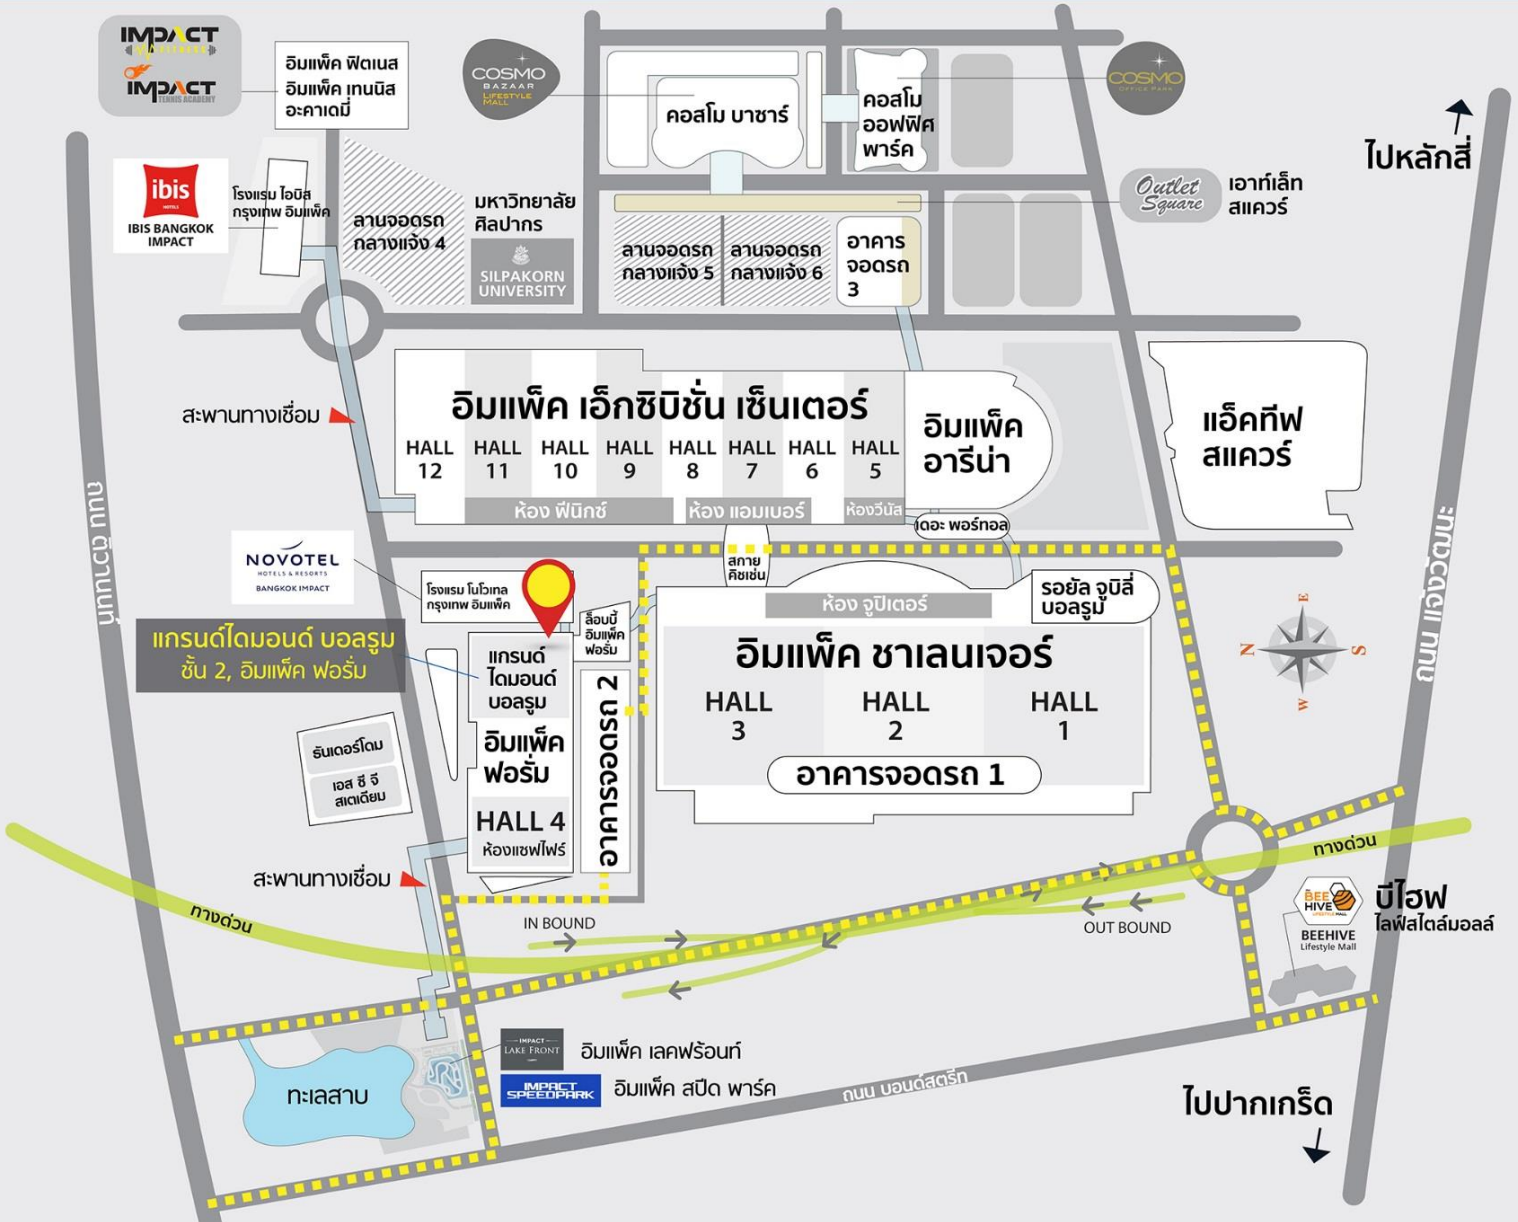 IMPACT
FITNESS
IMPACT
TENNIS ACADEMY
อิมแพ็ค ฟิตเนส
อิมแพ็ค เทนนิส
อะคาเดมี่
COSMO
BAZAAR
LIFESTYLE
MALL
คอสโม บาซาร์
คอสโม
ออฟฟิศ
พาร์ค
COSMO
OFFICE PARK
ไปหลักสี่
ibis
HOTELS
IBIS BANGKOK
IMPACT
โรงแรม ไอบิส
กรุงเทพ อิมแพ็ค
ลานจอดรถ
กลางแจ้ง 4
มหาวิทยาลัย
ศิลปากร
SILPAKORN
UNIVERSITY
ลานจอดรถ
กลางแจ้ง 5
ลานจอดรถ
กลางแจ้ง 6
อาคาร
จอดรถ
3
Outlet
Square
เอาท์เล็ท
สแควร์
สะพานทางเชื่อม
อิมแพ็ค เอ็กซิบิชั่น เซ็นเตอร์
HALL
12
HALL
11
HALL
10
HALL
9
HALL
8
HALL
7
HALL
6
HALL
5
ห้อง ฟีนิกซ์
ห้อง แอมเบอร์
ห้องวีนัส
อิมแพ็ค
อารีน่า
แอ็คทีฟ
สแควร์
เดอะ พอร์ทอล
ถนน ติวานนท์
ถนน แจ้งวัฒนะ
NOVOTEL
HOTELS & RESORTS
BANGKOK IMPACT
โรงแรม โนโวเทล
กรุงเทพ อิมแพ็ค
สกาย
คิชเช่น
ล็อบบี้
อิมแพ็ค
ฟอรั่ม
ห้อง จูปิเตอร์
รอยัล จูบิลี่
บอลรูม
แกรนด์ไดมอนด์ บอลรูม
ชั้น 2, อิมแพ็ค ฟอรั่ม
แกรนด์
ไดมอนด์
บอลรูม
อิมแพ็ค
ฟอรั่ม
HALL 4
ห้องแซฟไฟร์
อาคารจอดรถ 2
อิมแพ็ค ชาเลนเจอร์
HALL
3
HALL
2
HALL
1
อาคารจอดรถ 1
E
N
S
W
ธันเดอร์โดม
เอส ซี จี
สเตเดียม
สะพานทางเชื่อม
ทางด่วน
ทางด่วน
IN BOUND
OUT BOUND
BEE
HIVE
LIFESTYLE MALL
BEEHIVE
Lifestyle Mall
บีไฮฟ
ไลฟ์สไตล์มอลล์
IMPACT
LAKE FRONT
อิมแพ็ค เลคฟร้อนท์
IMPACT
SPEEDPARK
อิมแพ็ค สปีด พาร์ค
ทะเลสาบ
ถนน บอนด์สตรีท
ไปปากเกร็ด